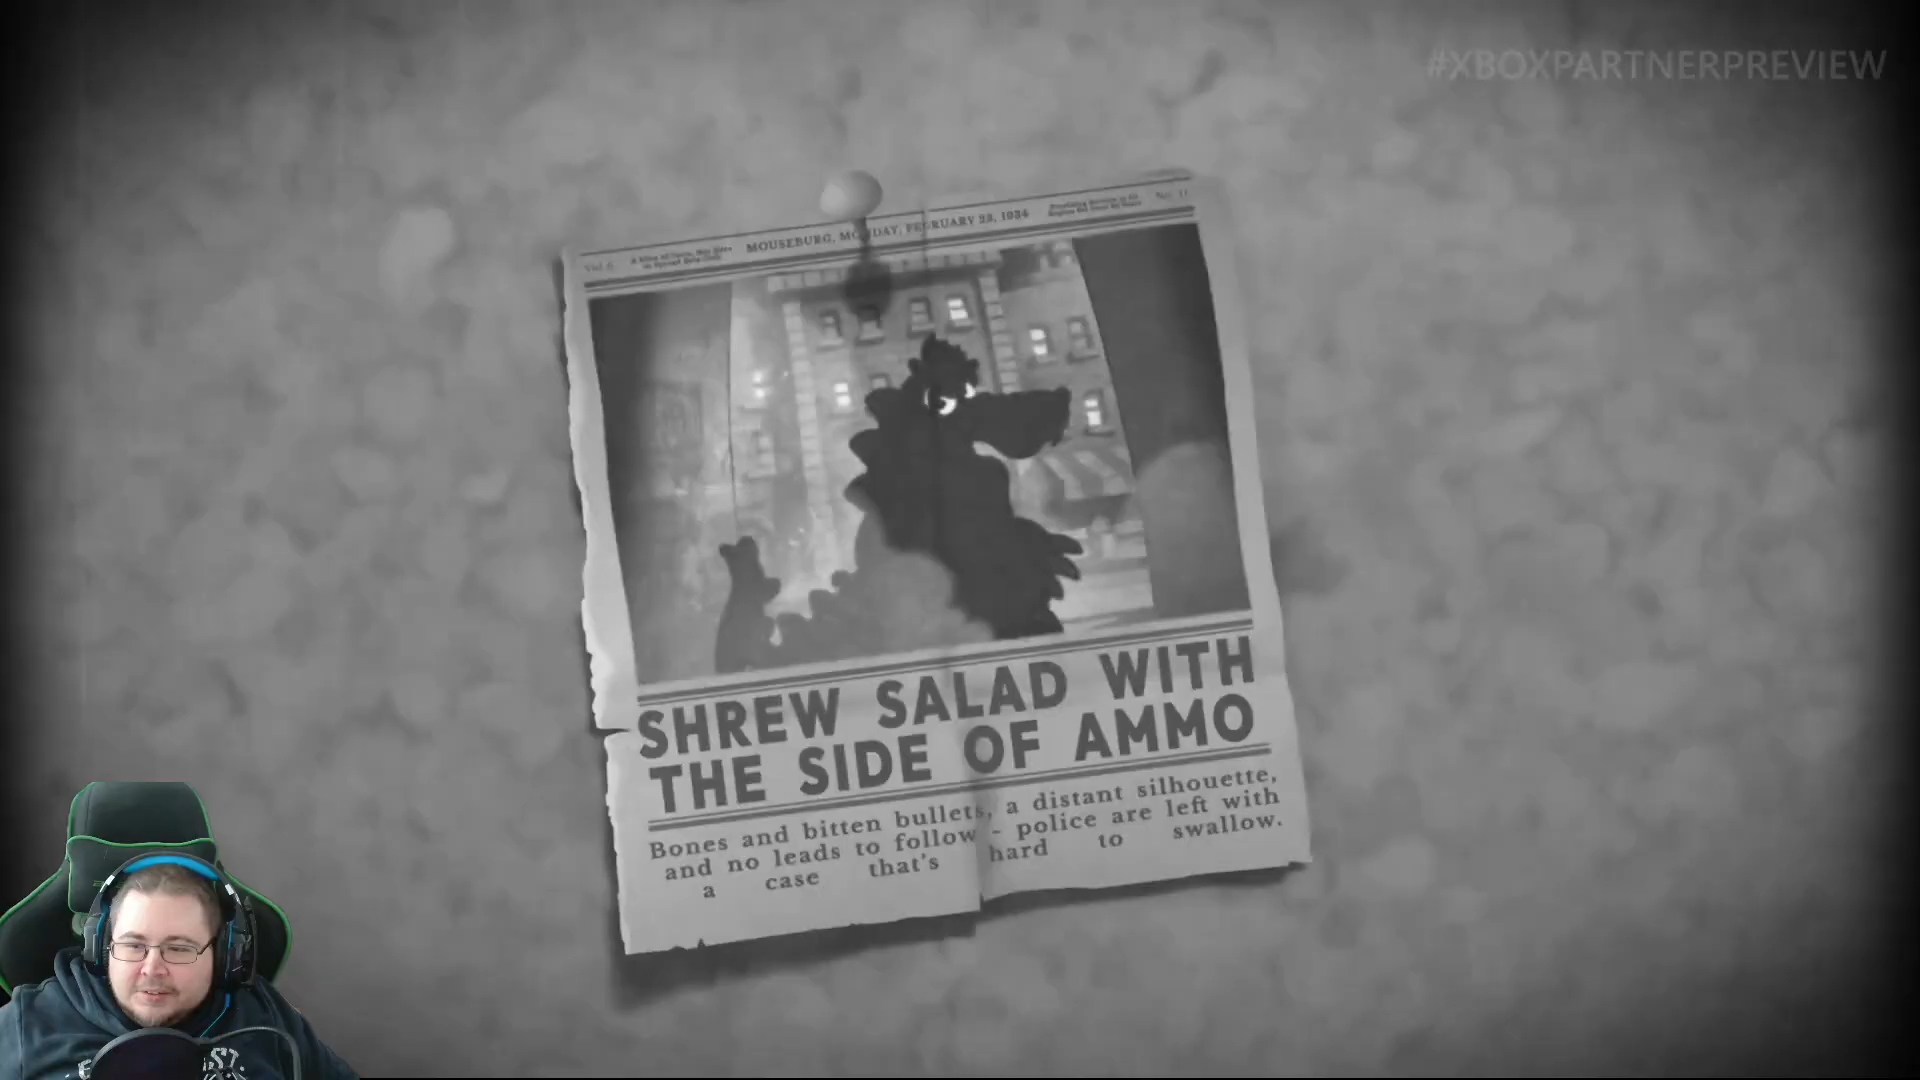 #XBOXPARTNERPREVIEW
MOUSEBURG, MONDAY, FEBRUARY 23, 1934
SHREW SALAD WITH
THE SIDE OF AMMO
Bones and bitten bullets, a distant silhouette,
and no leads to follow - police are left with
a case that's hard to swallow.